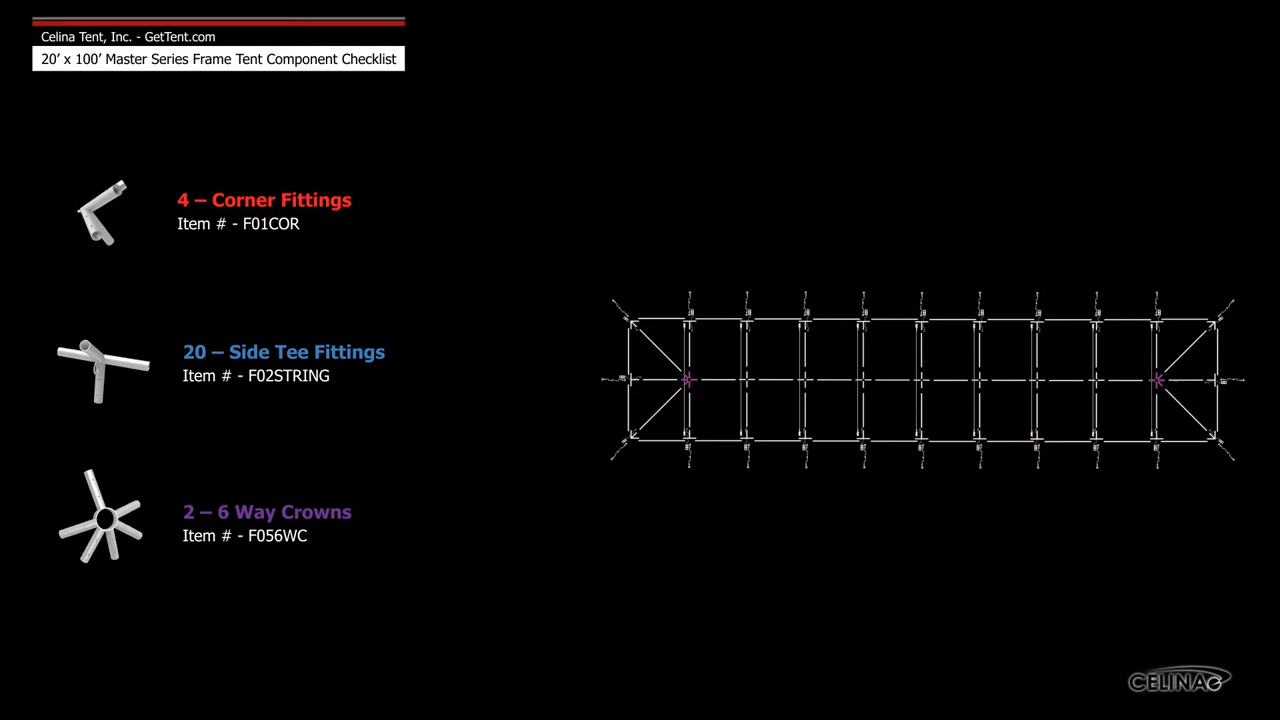 Celina Tent, Inc. - GetTent.com
20’ x 100’ Master Series Frame Tent Component Checklist
4 – Corner Fittings
Item # - F01COR
20 – Side Tee Fittings
Item # - F02STRING
2 – 6 Way Crowns
Item # - F056WC
CELINA